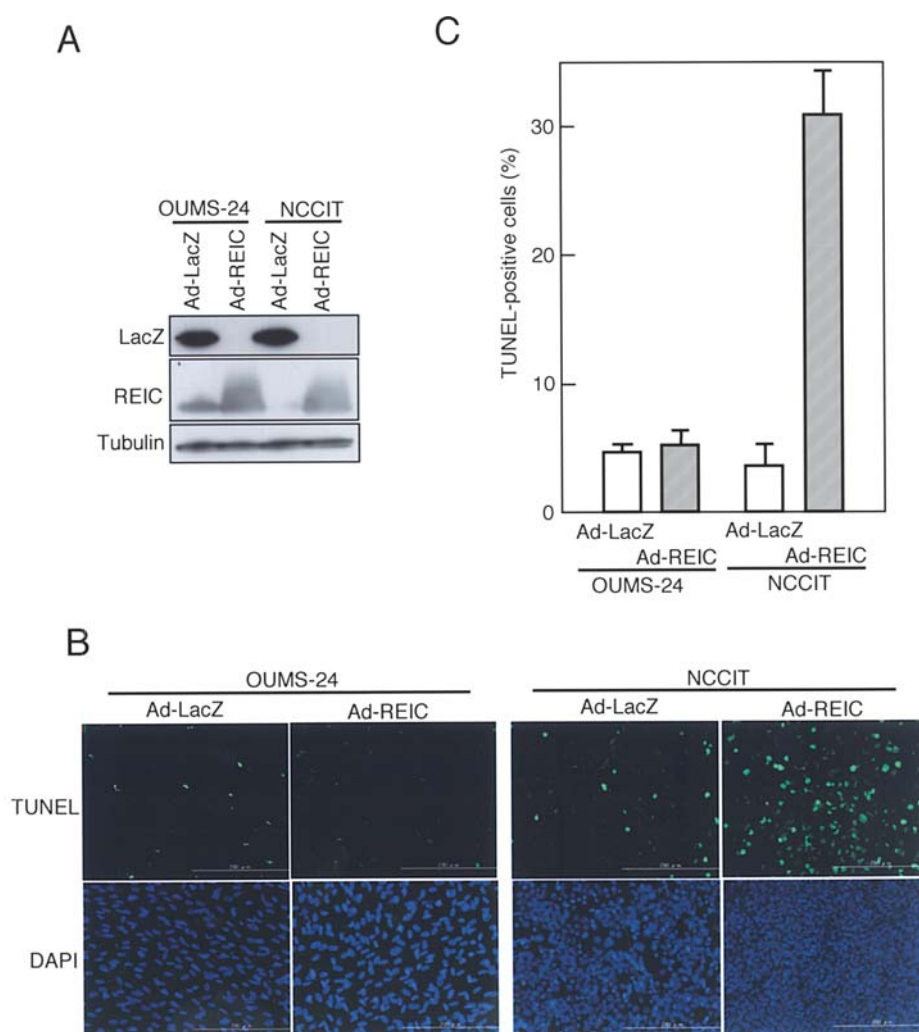 A
OUMS-24 NCCIT
Ad-LacZ Ad-REIC Ad-LacZ Ad-REIC
LacZ
REIC
Tubulin
C
TUNEL-positive cells (%)
30
20
10
0
Ad-LacZ Ad-LacZ
Ad-REIC Ad-REIC
OUMS-24 NCCIT
B
OUMS-24 NCCIT
Ad-LacZ Ad-REIC Ad-LacZ Ad-REIC
TUNEL
DAPI